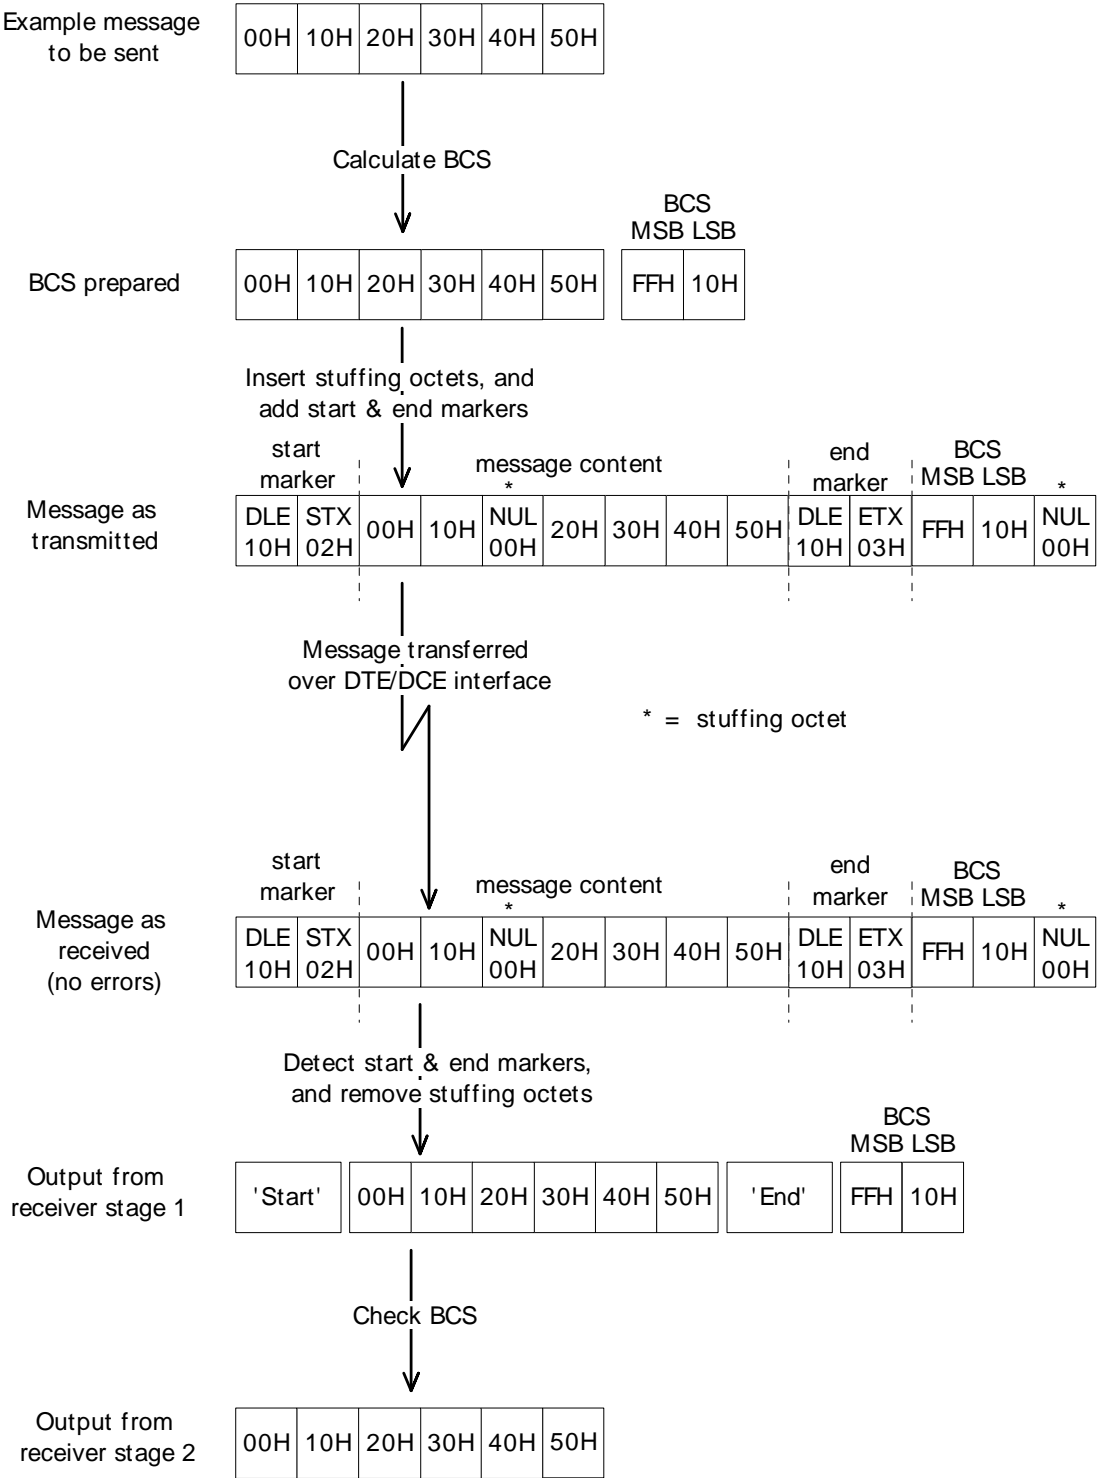 Example message
to be sent
00H 10H 20H 30H 40H 50H
Calculate BCS
BCS
MSB LSB
BCS prepared
00H 10H 20H 30H 40H 50H FFH 10H
Insert stuffing octets, and
add start & end markers
start
marker
message content
*
end
marker
BCS
MSB LSB
*
Message as
transmitted
DLE 10H STX 02H 00H 10H NUL 00H 20H 30H 40H 50H DLE 10H ETX 03H FFH 10H NUL 00H
Message transferred
over DTE/DCE interface
* = stuffing octet
start
marker
message content
*
end
marker
BCS
MSB LSB
*
Message as
received
(no errors)
DLE 10H STX 02H 00H 10H NUL 00H 20H 30H 40H 50H DLE 10H ETX 03H FFH 10H NUL 00H
Detect start & end markers,
and remove stuffing octets
BCS
MSB LSB
Output from
receiver stage 1
'Start' 00H 10H 20H 30H 40H 50H 'End' FFH 10H
Check BCS
Output from
receiver stage 2
00H 10H 20H 30H 40H 50H